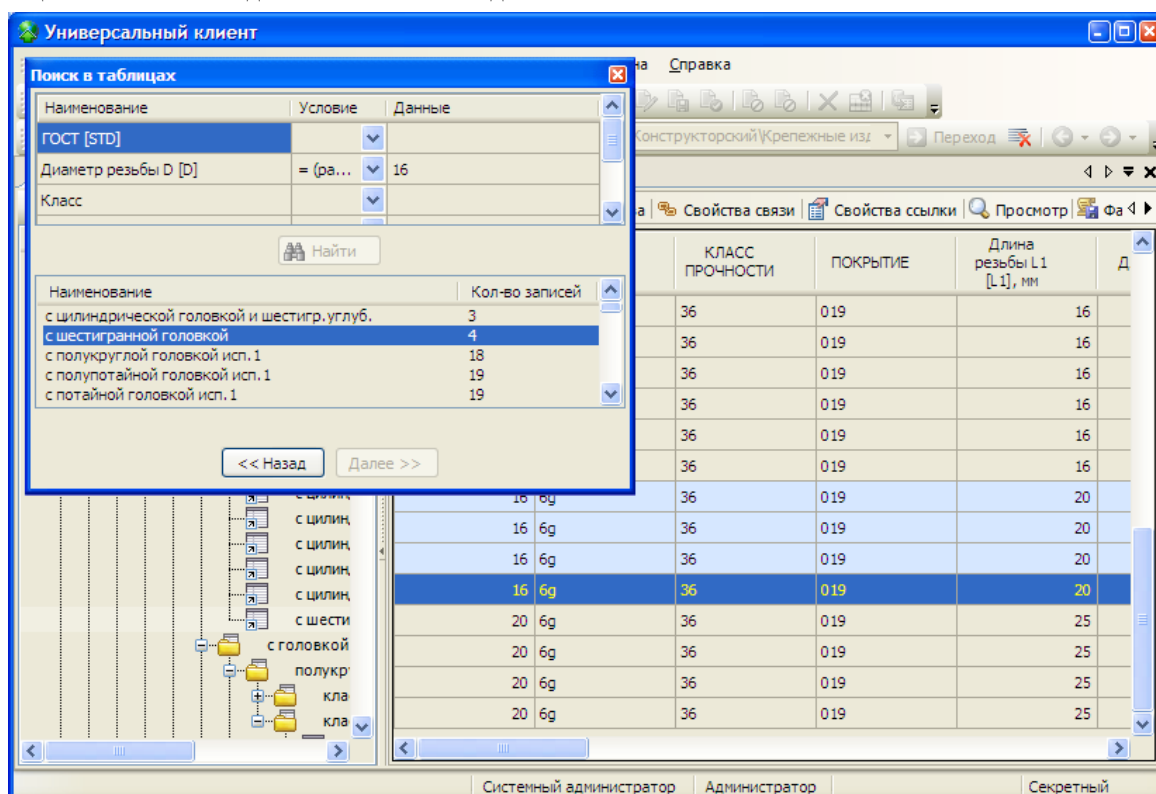 Универсальный клиент
Справка
Поиск в таблицах
Наименование Условие Данные
ГОСТ [STD]
Диаметр резьбы D [D] = (ра... 16
Класс
Найти
Наименование Кол-во записей
с цилиндрической головкой и шестигр.углуб. 3
с шестигранной головкой 4
с полукруглой головкой исп.1 18
с полупотайной головкой исп.1 19
с потайной головкой исп.1 19
<< Назад Далее >>
Конструкторский\Крепежные изд Переход
Свойства связи Свойства ссылки Просмотр Фа
КЛАСС ПРОЧНОСТИ ПОКРЫТИЕ Длина резьбы L1 [L1], мм Д
36 019 16
36 019 16
36 019 16
36 019 16
36 019 16
36 019 16
16 6g 36 019 20
16 6g 36 019 20
16 6g 36 019 20
16 6g 36 019 20
20 6g 36 019 25
20 6g 36 019 25
20 6g 36 019 25
20 6g 36 019 25
с цилин
с цилин
с цилин
с цилин
с шести
с головкой
полукр
кла
кла
Системный администратор Администратор Секретный